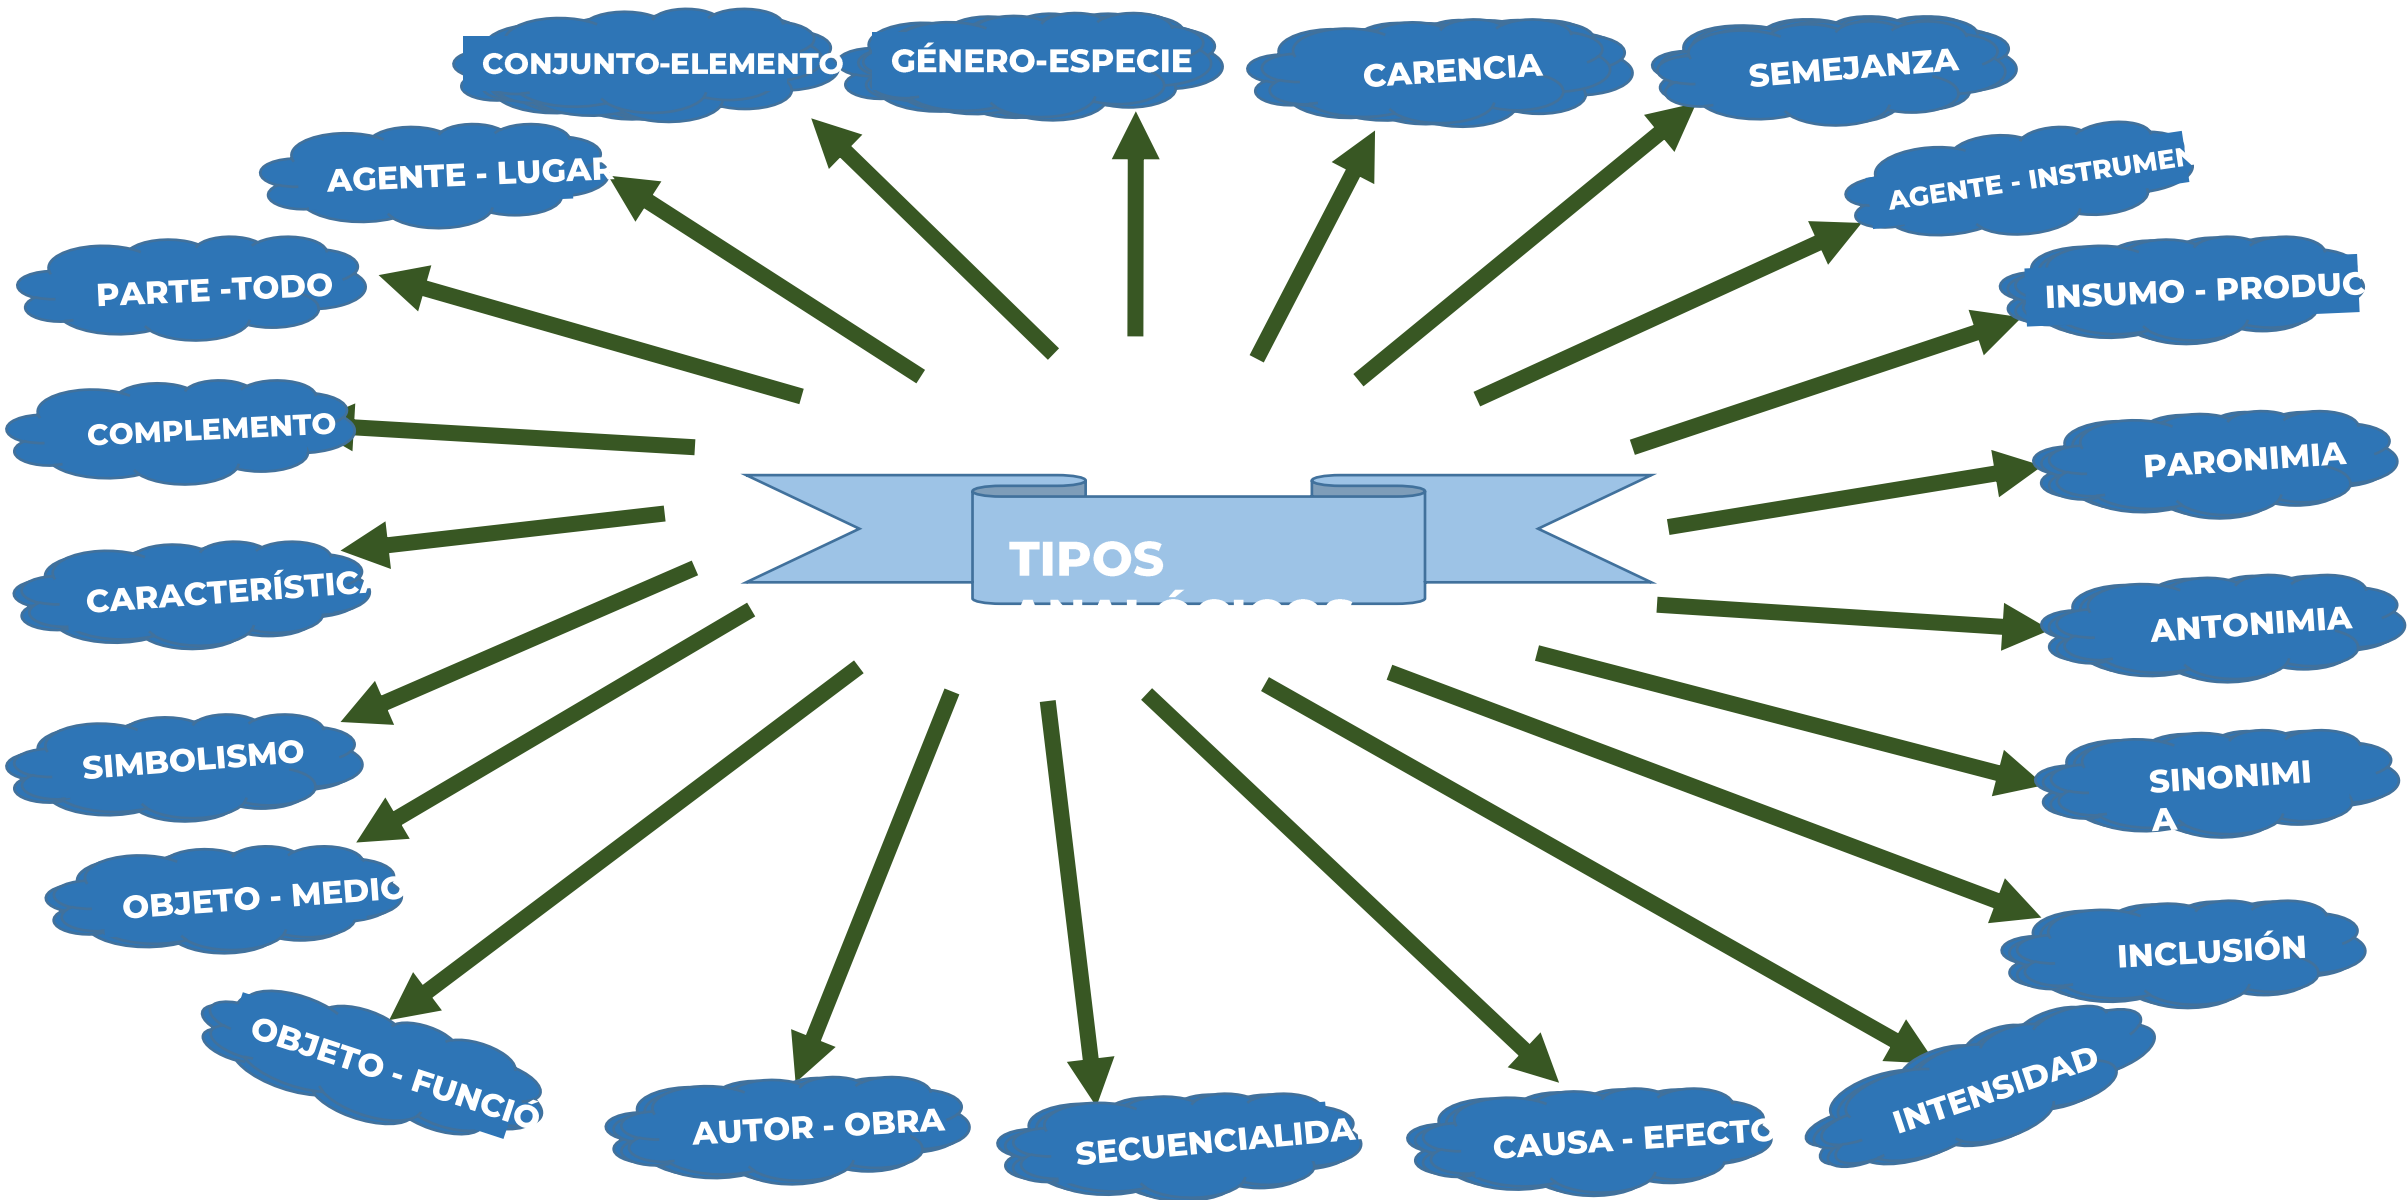 CONJUNTO-ELEMENTO
GÉNERO-ESPECIE
CARENCIA
SEMEJANZA
AGENTE - LUGAR
AGENTE - INSTRUMEN
PARTE -TODO
INSUMO - PRODUC
COMPLEMENTO
PARONIMIA
TIPOS
ANALÓGICOS
CARACTERÍSTICA
ANTONIMIA
SIMBOLISMO
SINONIMI
A
OBJETO - MEDIO
INCLUSIÓN
OBJETO - FUNCIÓ
INTENSIDAD
AUTOR - OBRA
SECUENCIALIDA
CAUSA - EFECTO